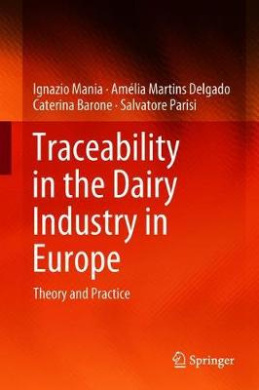 Ignazio Mania · Amélia Martins Delgado
Caterina Barone · Salvatore Parisi
Traceability
in the Dairy
Industry in
Europe
Theory and Practice
Springer